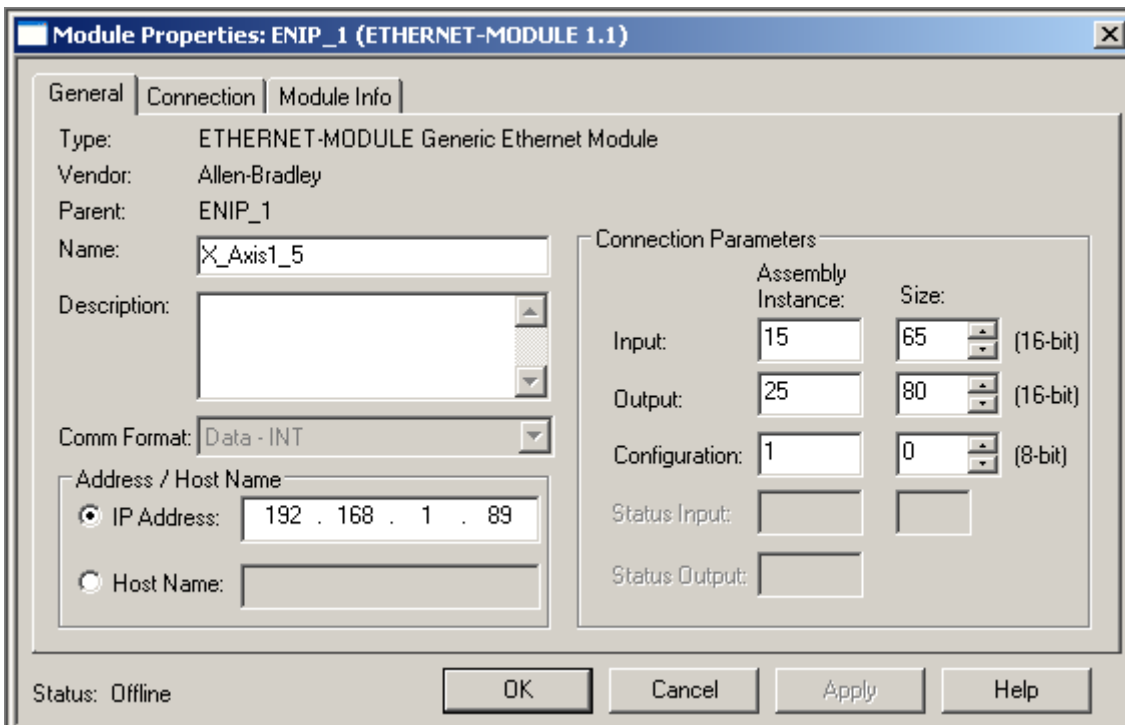 Module Properties: ENIP_1 (ETHERNET-MODULE 1.1)
General Connection Module Info
Type: ETHERNET-MODULE Generic Ethernet Module
Vendor: Allen-Bradley
Parent: ENIP_1
Name: X_Axis1_5
Description:
Comm Format: Data - INT
Address / Host Name
IP Address: 192 . 168 . 1 . 89
Host Name:
Connection Parameters
Assembly
Instance: Size:
Input: 15 65 (16-bit)
Output: 25 80 (16-bit)
Configuration: 1 0 (8-bit)
Status Input:
Status Output:
Status: Offline
OK Cancel Apply Help